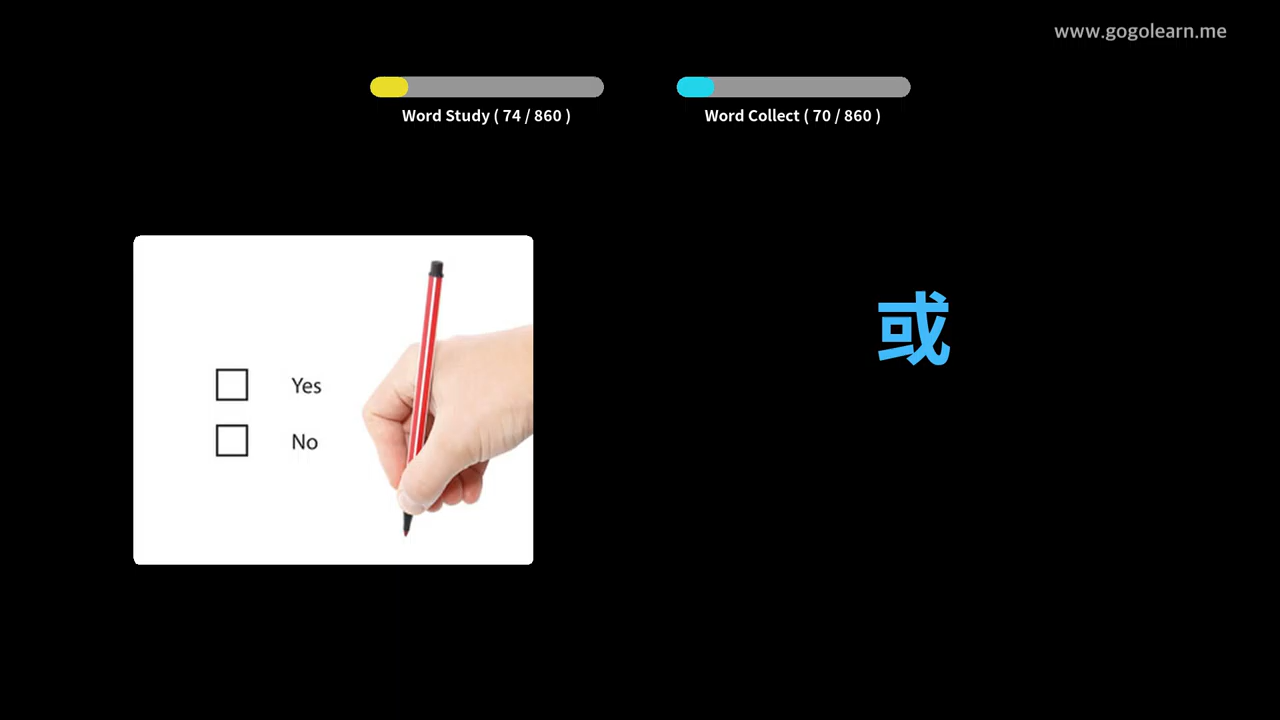 www.gogolearn.me
Word Study ( 74 / 860 )
Word Collect ( 70 / 860 )
Yes
No
或